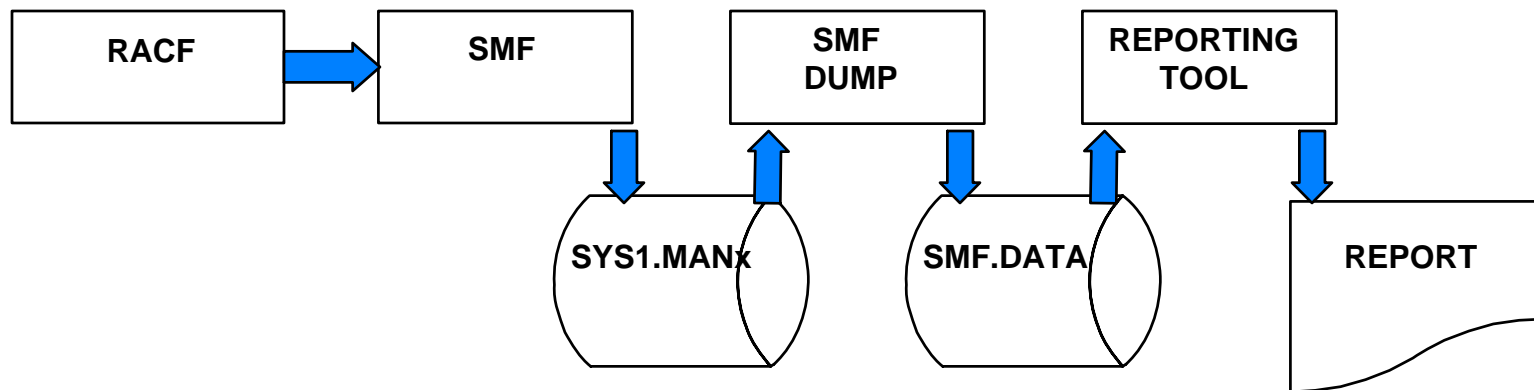 RACF
SMF
SMF
DUMP
REPORTING
TOOL
SYS1.MANx
SMF.DATA
REPORT